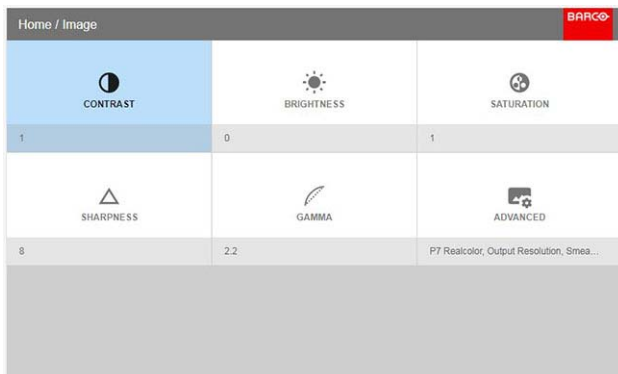 Home / Image
BARCO
CONTRAST
BRIGHTNESS
SATURATION
1
0
1
SHARPNESS
GAMMA
ADVANCED
8
2.2
P7 Realcolor, Output Resolution, Smea...